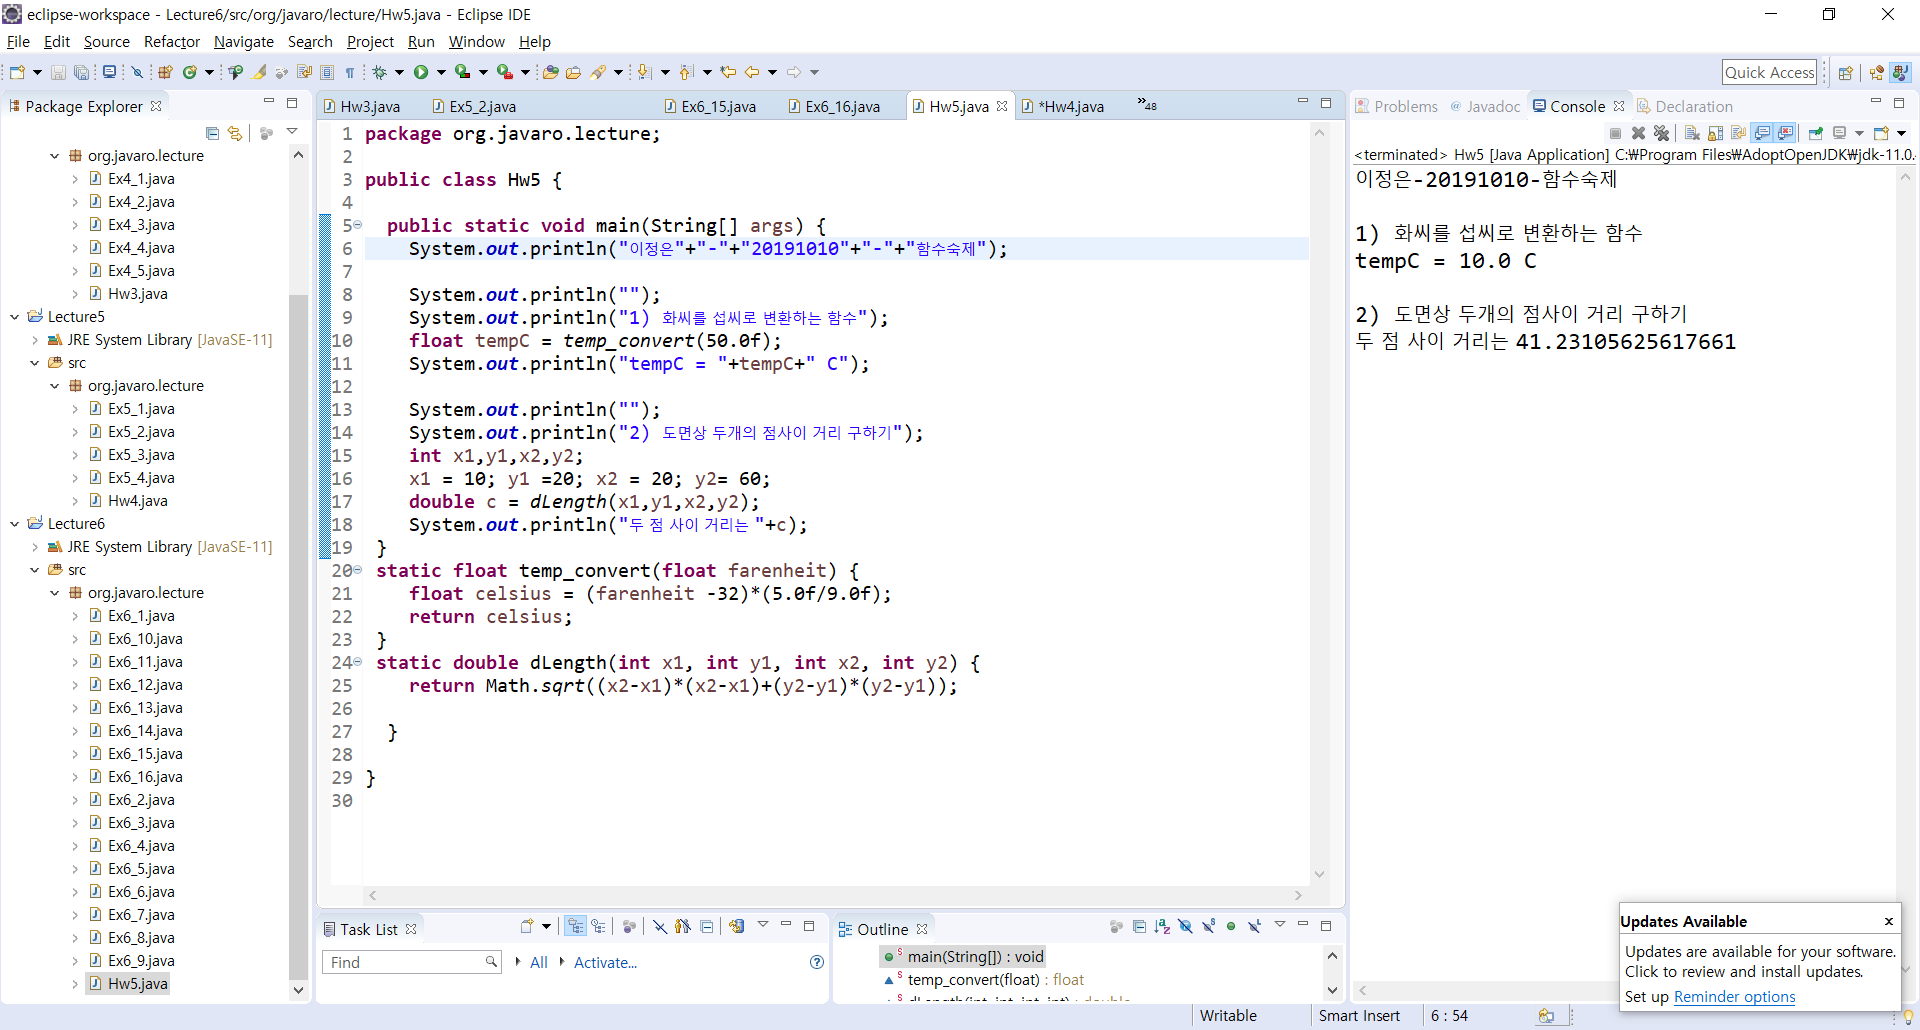 eclipse-workspace - Lecture6/src/org/javaro/lecture/Hw5.java - Eclipse IDE
File Edit Source Refactor Navigate Search Project Run Window Help
Quick Access
Package Explorer
org.javaro.lecture
Ex4_1.java
Ex4_2.java
Ex4_3.java
Ex4_4.java
Ex4_5.java
Hw3.java
Lecture5
JRE System Library [JavaSE-11]
src
org.javaro.lecture
Ex5_1.java
Ex5_2.java
Ex5_3.java
Ex5_4.java
Hw4.java
Lecture6
JRE System Library [JavaSE-11]
src
org.javaro.lecture
Ex6_1.java
Ex6_10.java
Ex6_11.java
Ex6_12.java
Ex6_13.java
Ex6_14.java
Ex6_15.java
Ex6_16.java
Ex6_2.java
Ex6_3.java
Ex6_4.java
Ex6_5.java
Ex6_6.java
Ex6_7.java
Ex6_8.java
Ex6_9.java
Hw5.java
Hw3.java Ex5_2.java Ex6_15.java Ex6_16.java Hw5.java *Hw4.java »48
1 package org.javaro.lecture;
2
3 public class Hw5 {
4
5 public static void main(String[] args) {
6 System.out.println("이정은"+"-"+"20191010"+"-"+"함수숙제");
7
8 System.out.println("");
9 System.out.println("1) 화씨를 섭씨로 변환하는 함수");
10 float tempC = temp_convert(50.0f);
11 System.out.println("tempC = "+tempC+" C");
12
13 System.out.println("");
14 System.out.println("2) 도면상 두개의 점사이 거리 구하기");
15 int x1,y1,x2,y2;
16 x1 = 10; y1 =20; x2 = 20; y2= 60;
17 double c = dLength(x1,y1,x2,y2);
18 System.out.println("두 점 사이 거리는 "+c);
19 }
20 static float temp_convert(float farenheit) {
21 float celsius = (farenheit -32)*(5.0f/9.0f);
22 return celsius;
23 }
24 static double dLength(int x1, int y1, int x2, int y2) {
25 return Math.sqrt((x2-x1)*(x2-x1)+(y2-y1)*(y2-y1));
26
27 }
28
29 }
30
Task List
Find
All
Activate...
Outline
main(String[]) : void
temp_convert(float) : float
dLength(int, int, int, int) : double
Problems @ Javadoc Console Declaration
<terminated> Hw5 [Java Application] C:₩Program Files₩AdoptOpenJDK₩jdk-11.0.
이정은-20191010-함수숙제
1) 화씨를 섭씨로 변환하는 함수
tempC = 10.0 C
2) 도면상 두개의 점사이 거리 구하기
두 점 사이 거리는 41.23105625617661
Updates Available
Updates are available for your software.
Click to review and install updates.
Set up Reminder options
Writable Smart Insert 6 : 54